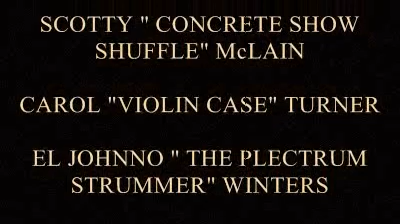 SCOTTY " CONCRETE SHOW
SHUFFLE" McLAIN
CAROL "VIOLIN CASE" TURNER
EL JOHNNO " THE PLECTRUM
STRUMMER" WINTERS